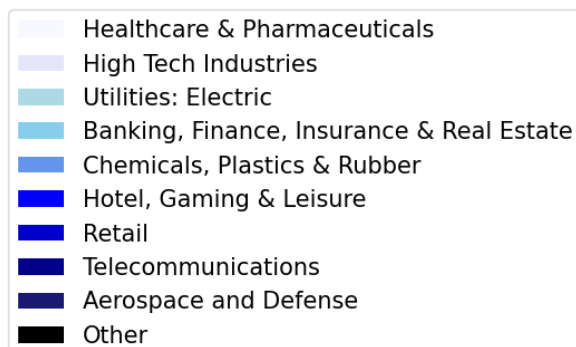 Healthcare & Pharmaceuticals
High Tech Industries
Utilities: Electric
Banking, Finance, Insurance & Real Estate
Chemicals, Plastics & Rubber
Hotel, Gaming & Leisure
Retail
Telecommunications
Aerospace and Defense
Other